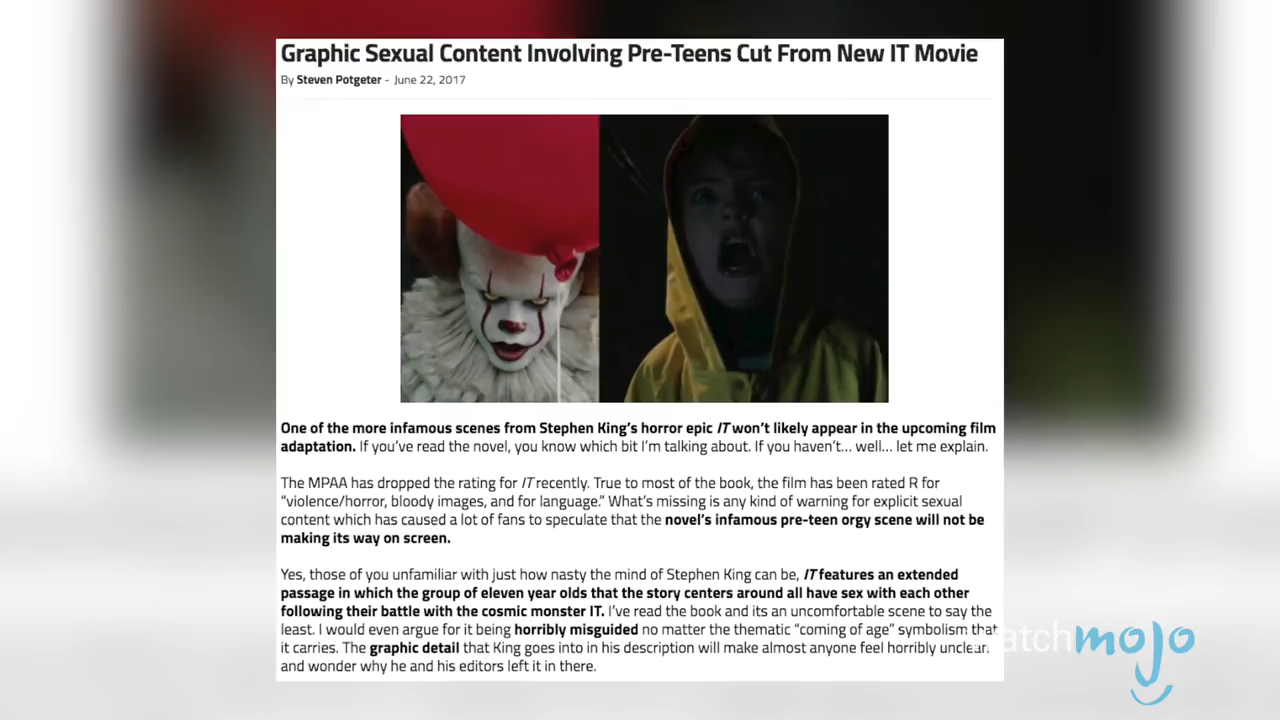 Graphic Sexual Content Involving Pre-Teens Cut From New IT Movie
By Steven Potgeter - June 22, 2017
One of the more infamous scenes from Stephen King's horror epic IT won't likely appear in the upcoming film
adaptation. If you've read the novel, you know which bit I'm talking about. If you haven't... well... let me explain.
The MPAA has dropped the rating for IT recently. True to most of the book, the film has been rated R for
"violence/horror, bloody images, and for language." What's missing is any kind of warning for explicit sexual
content which has caused a lot of fans to speculate that the novel's infamous pre-teen orgy scene will not be
making its way on screen.
Yes, those of you unfamiliar with just how nasty the mind of Stephen King can be, IT features an extended
passage in which the group of eleven year olds that the story centers around all have sex with each other
following their battle with the cosmic monster IT. I've read the book and its an uncomfortable scene to say the
least. I would even argue for it being horribly misguided no matter the thematic "coming of age" symbolism that
it carries. The graphic detail that King goes into in his description will make almost anyone feel horribly unclean
and wonder why he and his editors left it in there.
watchmojo